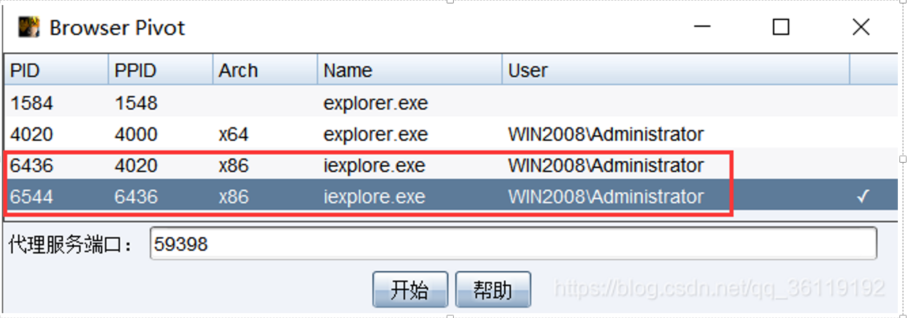 Browser Pivot
PID PPID Arch Name User
1584 1548 explorer.exe
4020 4000 x64 explorer.exe WIN2008\Administrator
6436 4020 x86 iexplore.exe WIN2008\Administrator
6544 6436 x86 iexplore.exe WIN2008\Administrator ✓
代理服务端口： 59398
开始 帮助 https://blog.csdn.net/qq_36119192